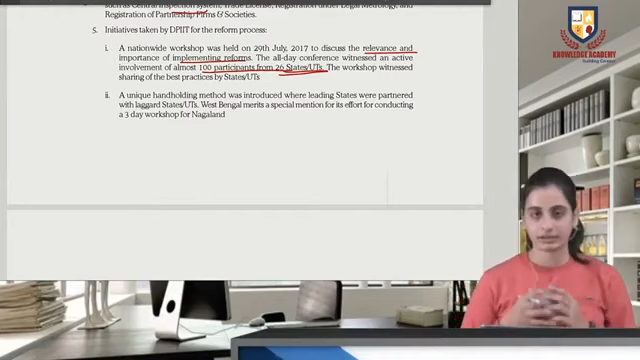 such as Central Inspection system, Trade License, Registration under Legal Metrology, and
Registration of Partnership Firms & Societies.
5. Initiatives taken by DPIIT for the reform process:
i. A nationwide workshop was held on 29th July, 2017 to discuss the relevance and
importance of implementing reforms. The all-day conference witnessed an active
involvement of almost 100 participants from 26 States/UTs. The workshop witnessed
sharing of the best practices by States/UTs
ii. A unique handholding method was introduced where leading States were partnered
with laggard States/UTs. West Bengal merits a special mention for its effort for conducting
a 3 day workshop for Nagaland
KNOWLEDGE ACADEMY
Building Careers